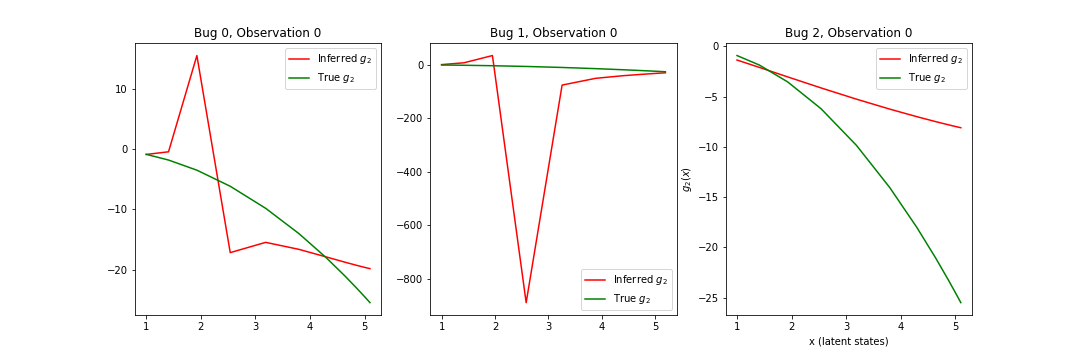 Bug 0, Observation 0
Inferred g₂
True g₂
10
0
−10
−20
1 2 3 4 5
Bug 1, Observation 0
0
−200
−400
−600
−800
Inferred g₂
True g₂
1 2 3 4 5
Bug 2, Observation 0
Inferred g₂
True g₂
g₂(x)
0
−5
−10
−15
−20
−25
1 2 3 4 5
x (latent states)